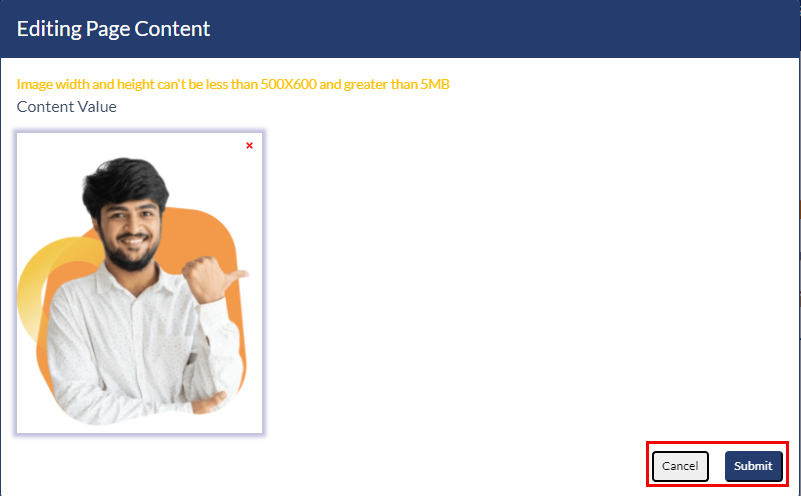 Editing Page Content
Image width and height can't be less than 500X600 and greater than 5MB
Content Value
×
Cancel
Submit